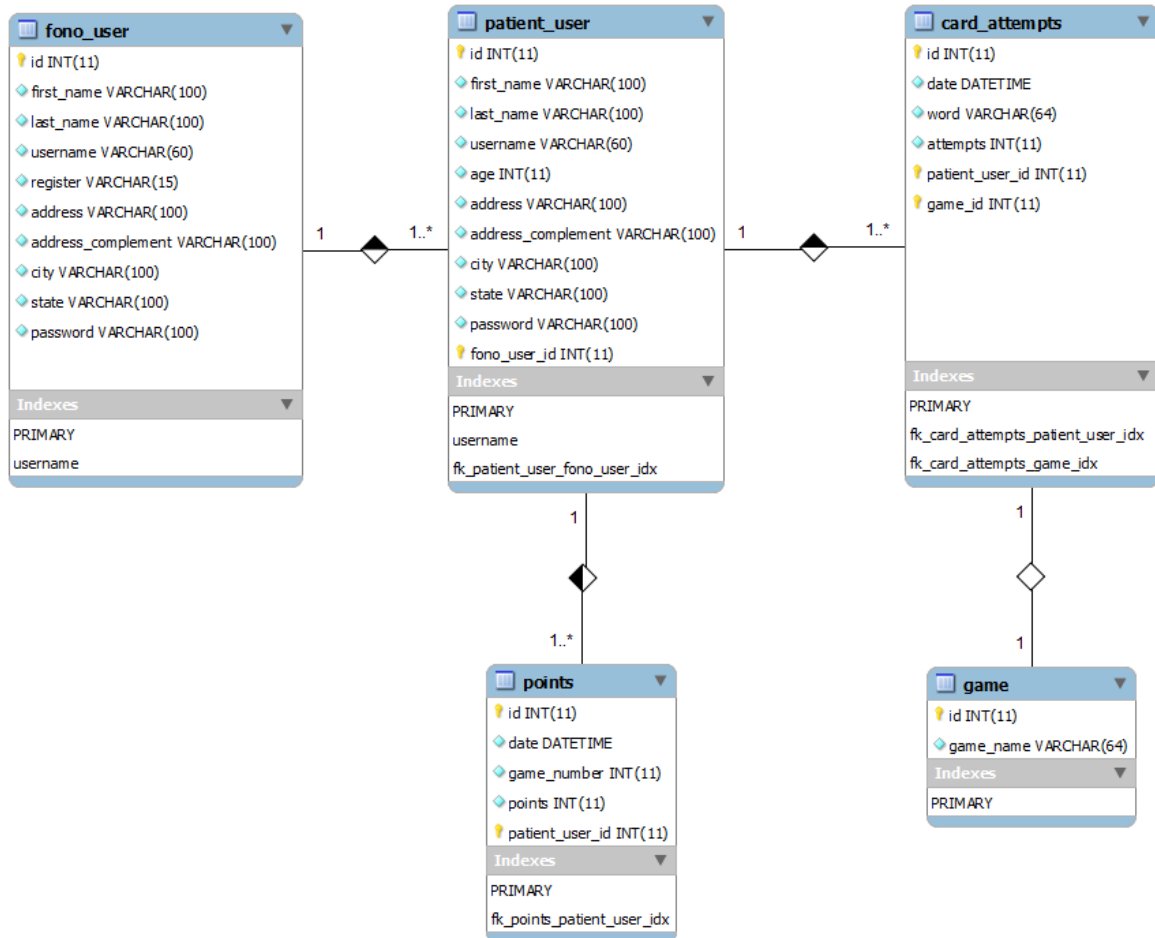 fono_user
id INT(11)
first_name VARCHAR(100)
last_name VARCHAR(100)
username VARCHAR(60)
register VARCHAR(15)
address VARCHAR(100)
address_complement VARCHAR(100)
city VARCHAR(100)
state VARCHAR(100)
password VARCHAR(100)
Indexes
PRIMARY
username
1
1..*
patient_user
id INT(11)
first_name VARCHAR(100)
last_name VARCHAR(100)
username VARCHAR(60)
age INT(11)
address VARCHAR(100)
address_complement VARCHAR(100)
city VARCHAR(100)
state VARCHAR(100)
password VARCHAR(100)
fono_user_id INT(11)
Indexes
PRIMARY
username
fk_patient_user_fono_user_idx
1
1..*
card_attempts
id INT(11)
date DATETIME
word VARCHAR(64)
attempts INT(11)
patient_user_id INT(11)
game_id INT(11)
Indexes
PRIMARY
fk_card_attempts_patient_user_idx
fk_card_attempts_game_idx
1
1..*
points
id INT(11)
date DATETIME
game_number INT(11)
points INT(11)
patient_user_id INT(11)
Indexes
PRIMARY
fk_points_patient_user_idx
1
1
game
id INT(11)
game_name VARCHAR(64)
Indexes
PRIMARY